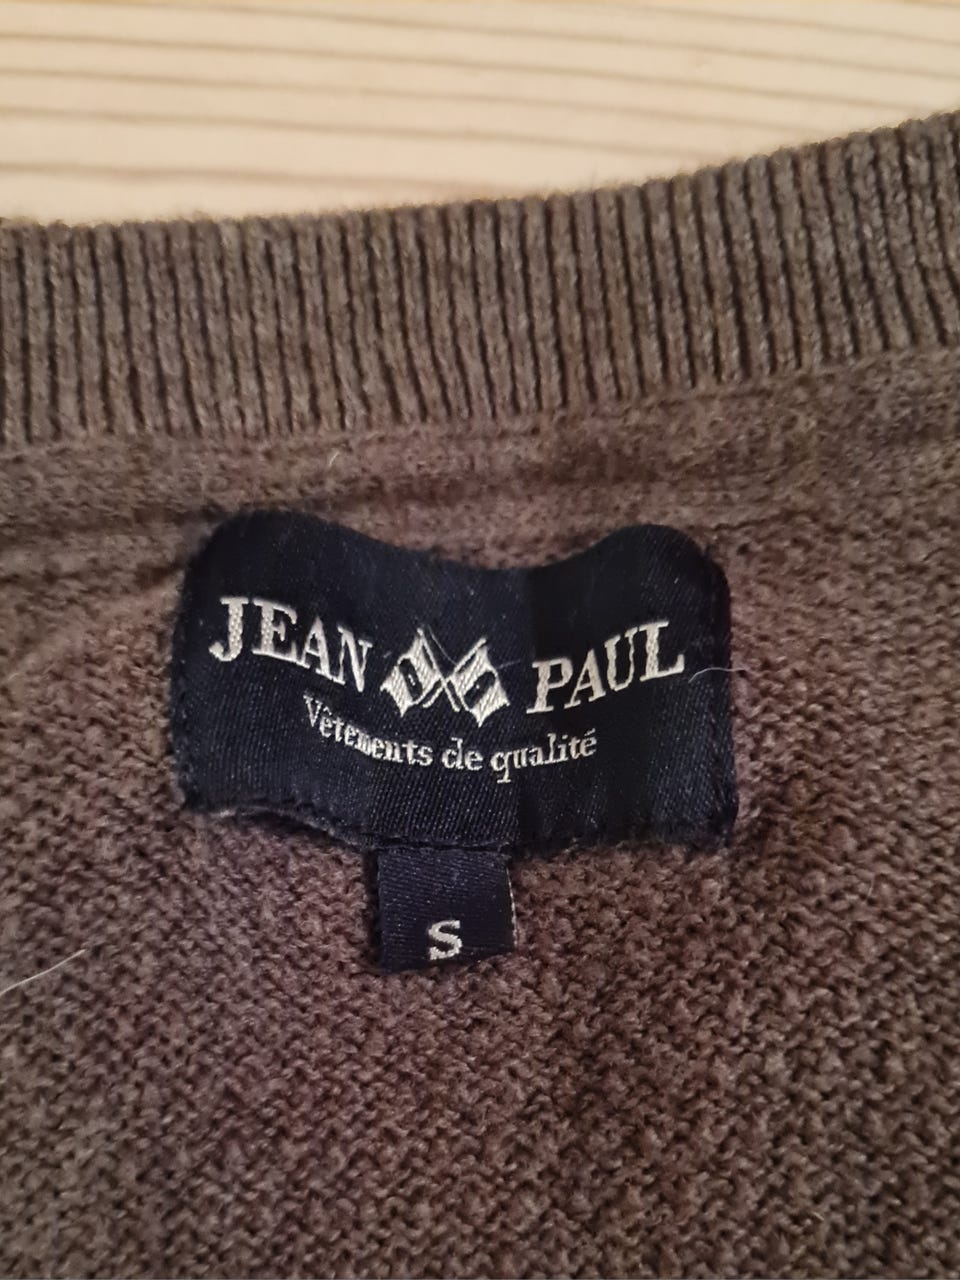 JEAN PAUL
Vêtements de qualité
S